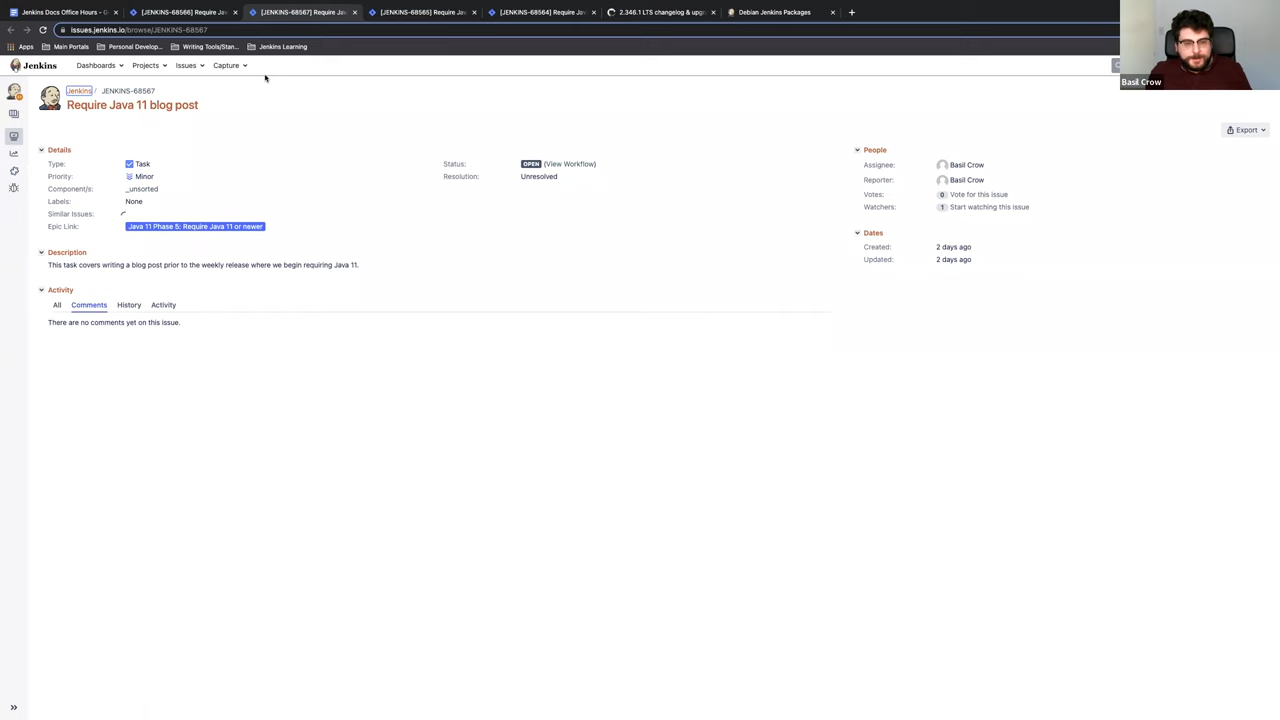 Jenkins Docs Office Hours - G
[JENKINS-68566] Require Jav
[JENKINS-68567] Require Jav
[JENKINS-68565] Require Jav
[JENKINS-68564] Require Jav
2.346.1 LTS changelog & upg
Debian Jenkins Packages
issues.jenkins.io/browse/JENKINS-68567
Apps
Main Portals
Personal Develop...
Writing Tools/Stan...
Jenkins Learning
Jenkins
Dashboards
Projects
Issues
Capture
Basil Crow
Jenkins / JENKINS-68567
Require Java 11 blog post
Export
Details
Type: Task
Priority: Minor
Component/s: _unsorted
Labels: None
Similar Issues:
Epic Link: Java 11 Phase 5: Require Java 11 or newer
Status: OPEN (View Workflow)
Resolution: Unresolved
People
Assignee: Basil Crow
Reporter: Basil Crow
Votes: 0 Vote for this issue
Watchers: 1 Start watching this issue
Dates
Created: 2 days ago
Updated: 2 days ago
Description
This task covers writing a blog post prior to the weekly release where we begin requiring Java 11.
Activity
All Comments History Activity
There are no comments yet on this issue.